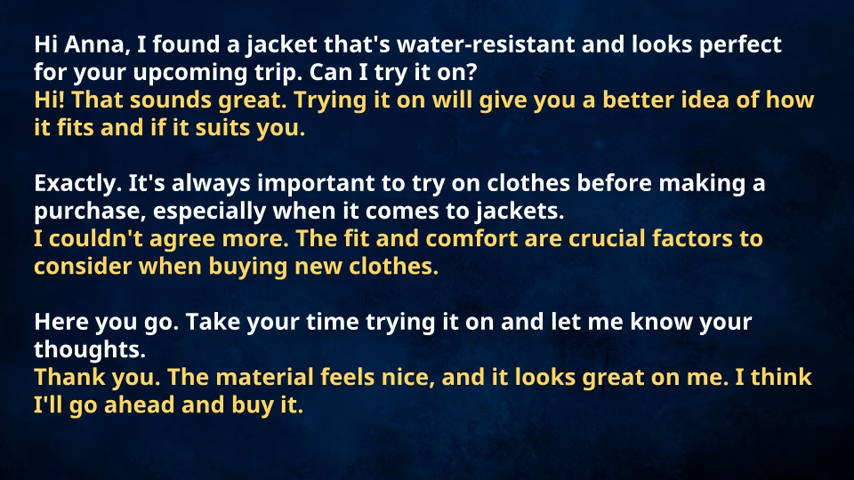 Hi Anna, I found a jacket that's water-resistant and looks perfect
for your upcoming trip. Can I try it on?
Hi! That sounds great. Trying it on will give you a better idea of how
it fits and if it suits you.
Exactly. It's always important to try on clothes before making a
purchase, especially when it comes to jackets.
I couldn't agree more. The fit and comfort are crucial factors to
consider when buying new clothes.
Here you go. Take your time trying it on and let me know your
thoughts.
Thank you. The material feels nice, and it looks great on me. I think
I'll go ahead and buy it.